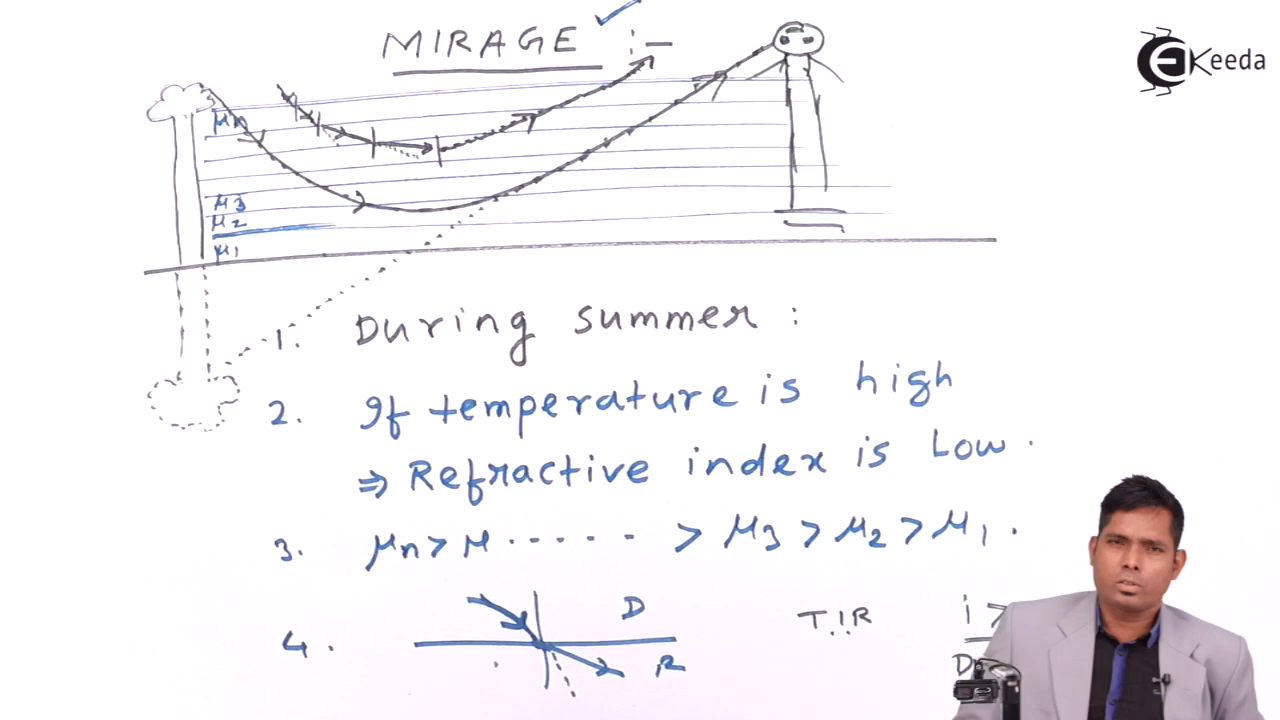 MIRAGE :-
EKeeda
μn
μ3
μ2
μ1
1. During summer :
2. If temperature is high
⇒ Refractive index is Low.
3. μn > μ ...... > μ3 > μ2 > μ1.
4. D
R
T.I.R
i >
D